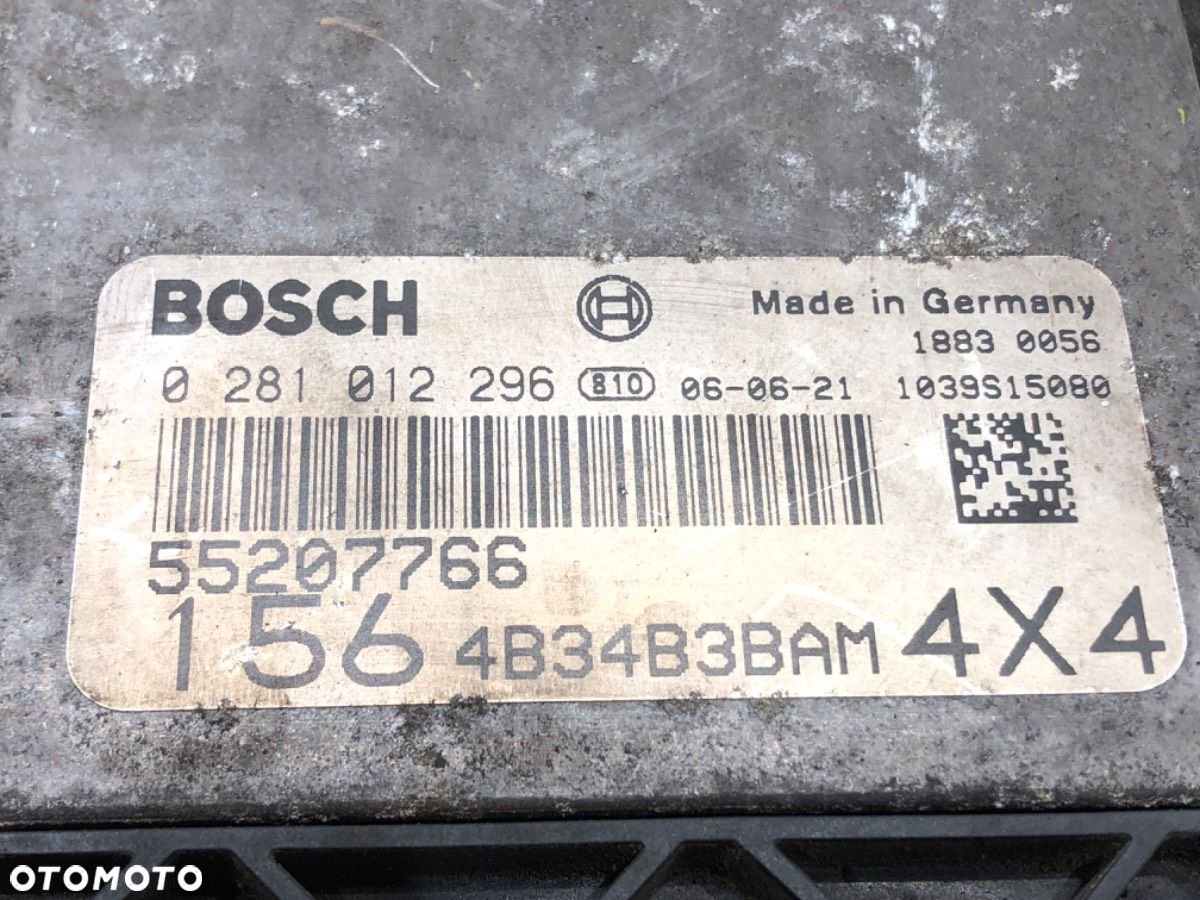 BOSCH Made in Germany
1883 0056
0 281 012 296 810 06-06-21 1039S15080
55207766
156 4B34B3BAM 4X4
OTOMOTO